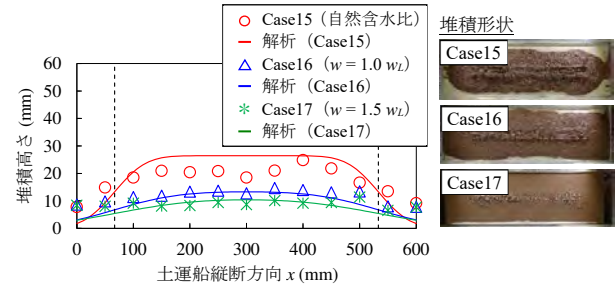 Case15（自然含水比）
解析（Case15）
Case16（w = 1.0 wL）
解析（Case16）
Case17（w = 1.5 wL）
解析（Case17）
60
50
40
30
20
10
0
堆積高さ（mm）
0 100 200 300 400 500 600
土運船縦断方向 x (mm)
堆積形状
Case15
Case16
Case17